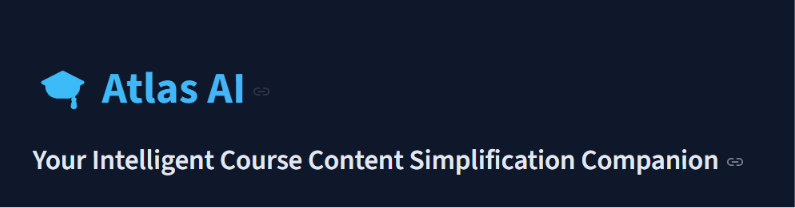 Atlas AI
Your Intelligent Course Content Simplification Companion